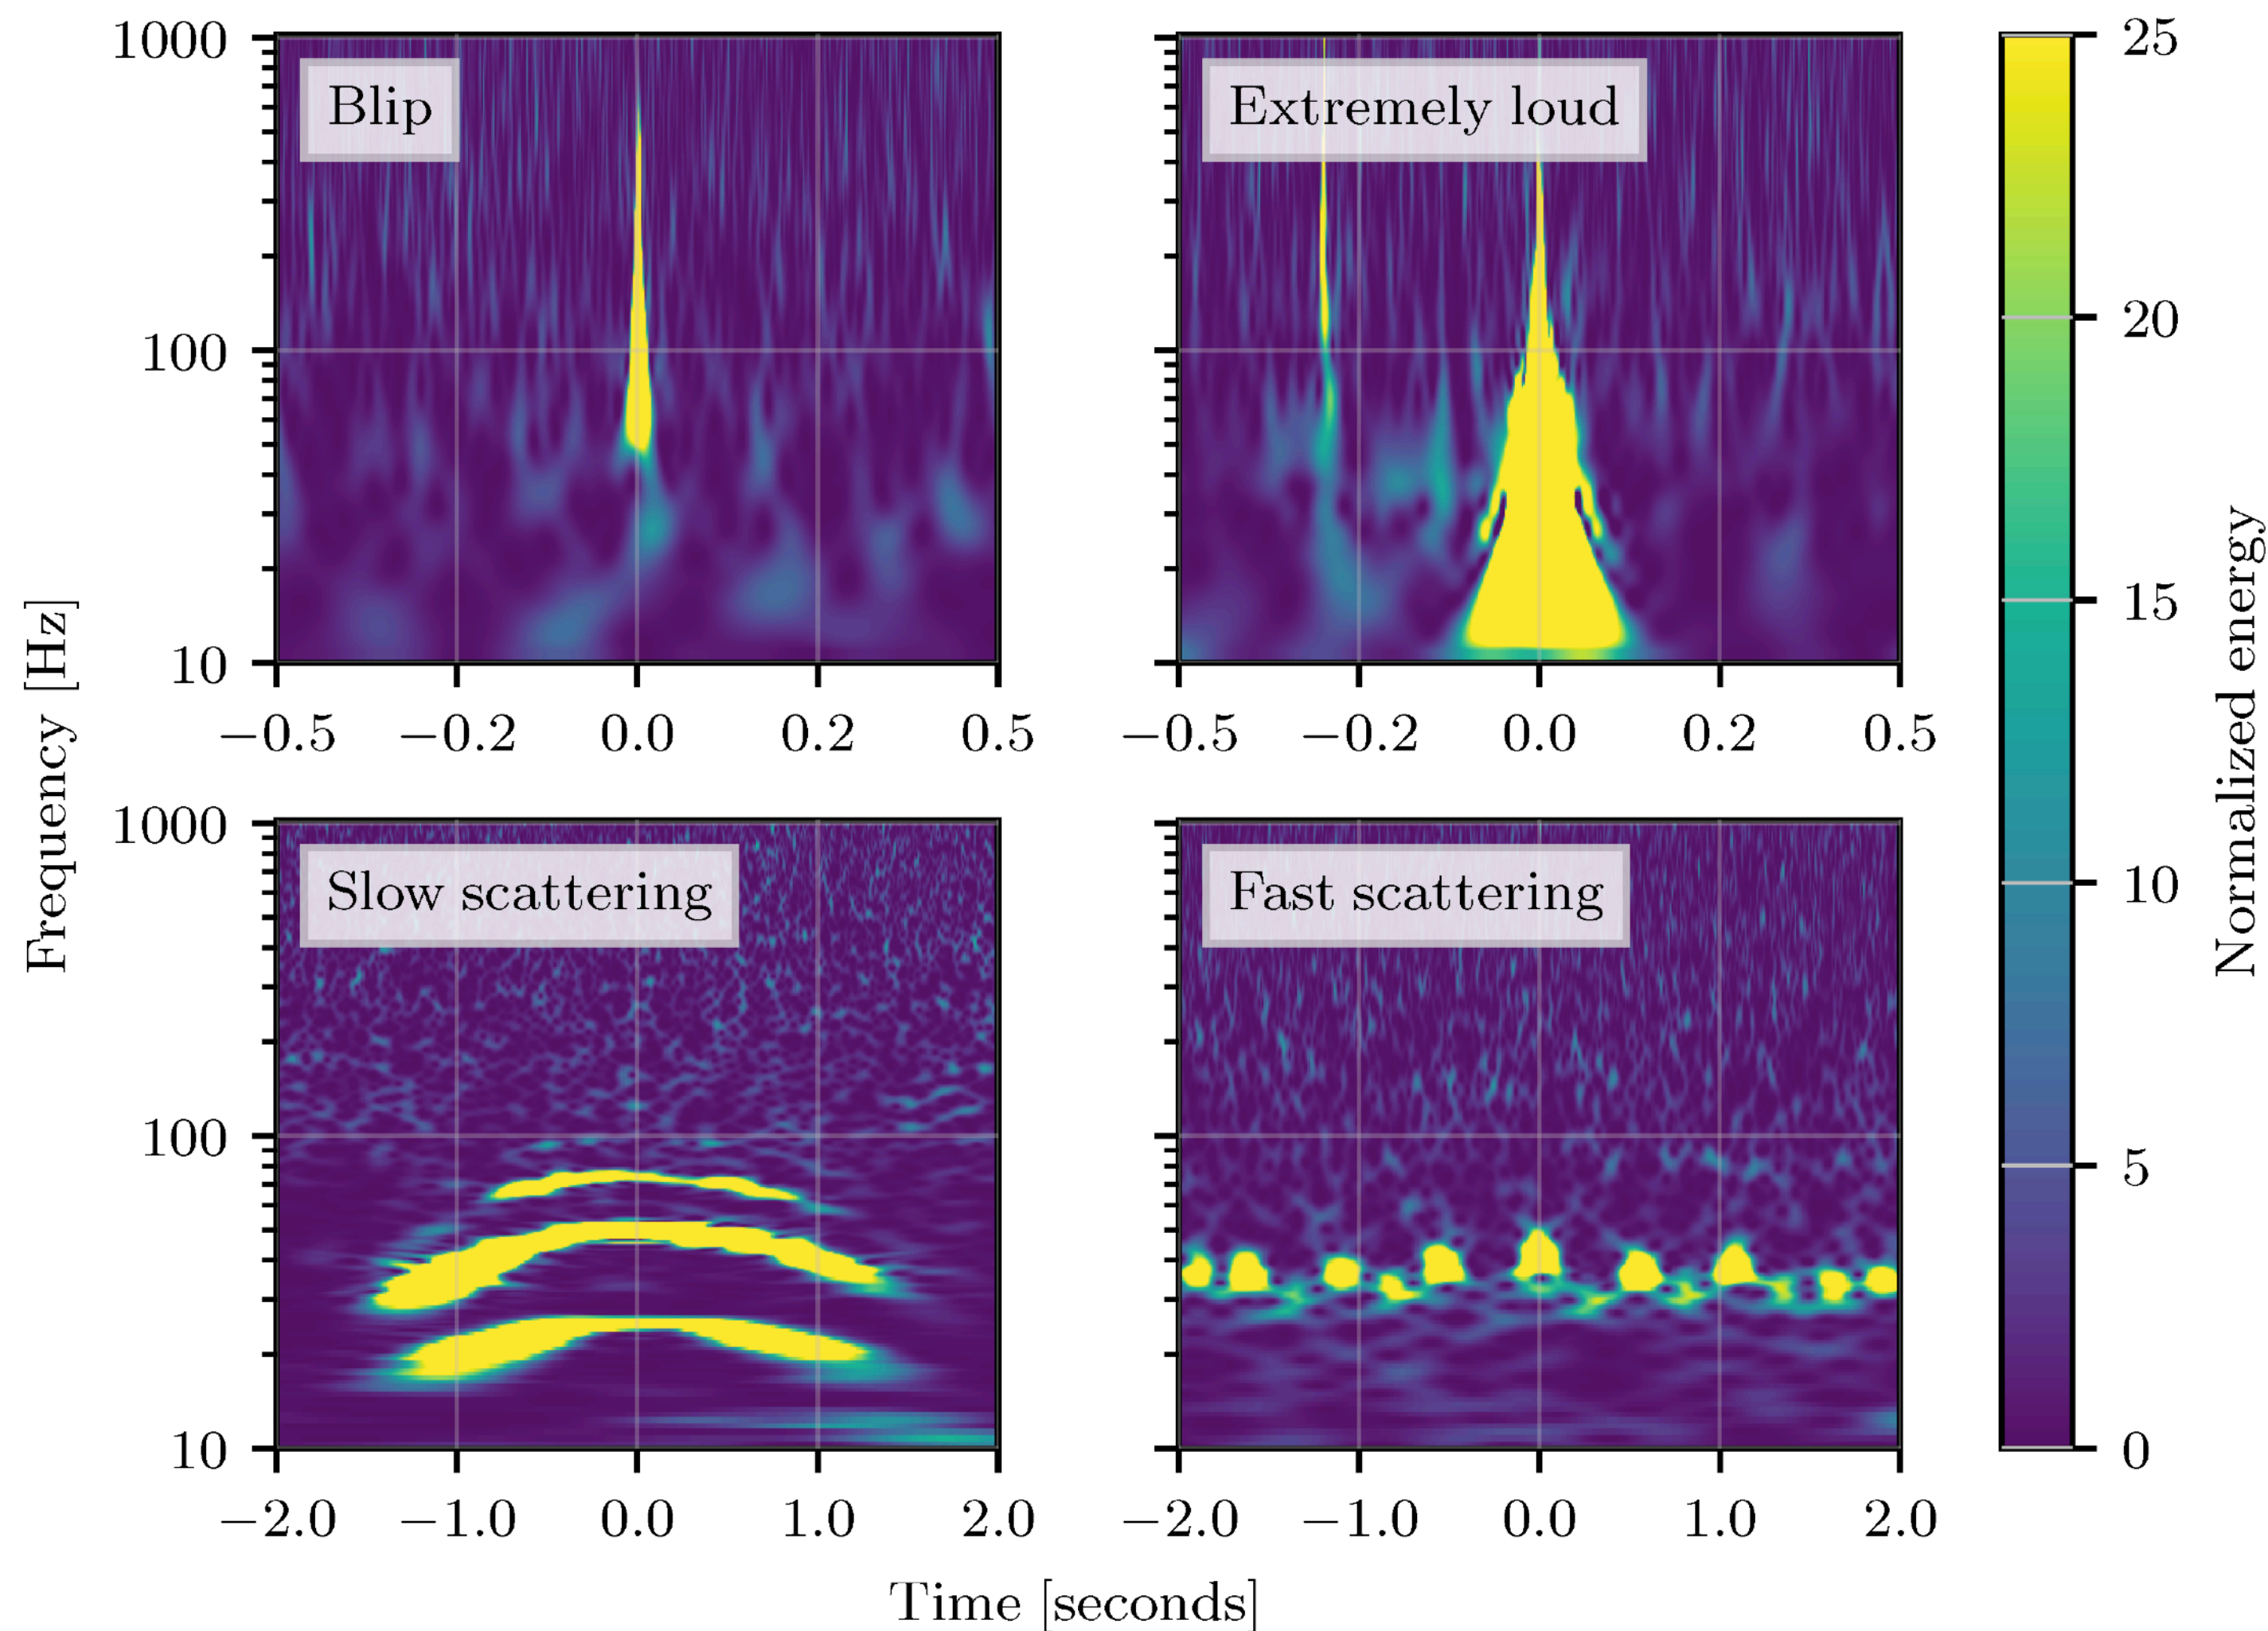 1000
100
10
Blip
−0.5 −0.2 0.0 0.2 0.5
Extremely loud
−0.5 −0.2 0.0 0.2 0.5
1000
100
10
Slow scattering
−2.0 −1.0 0.0 1.0 2.0
Fast scattering
−2.0 −1.0 0.0 1.0 2.0
Frequency [Hz]
Time [seconds]
25
20
15
10
5
0
Normalized energy